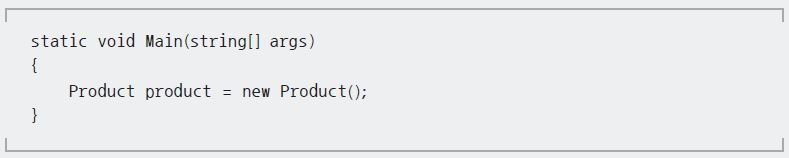 static void Main(string[] args)
{
    Product product = new Product();
}